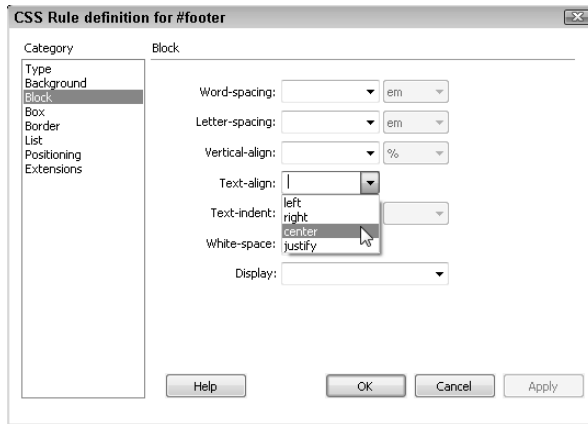 CSS Rule definition for #footer
Category
Block
Type
Background
Block
Box
Border
List
Positioning
Extensions
Word-spacing:
em
Letter-spacing:
em
Vertical-align:
%
Text-align:
left
right
center
justify
Text-indent:
White-space:
Display:
Help
OK
Cancel
Apply